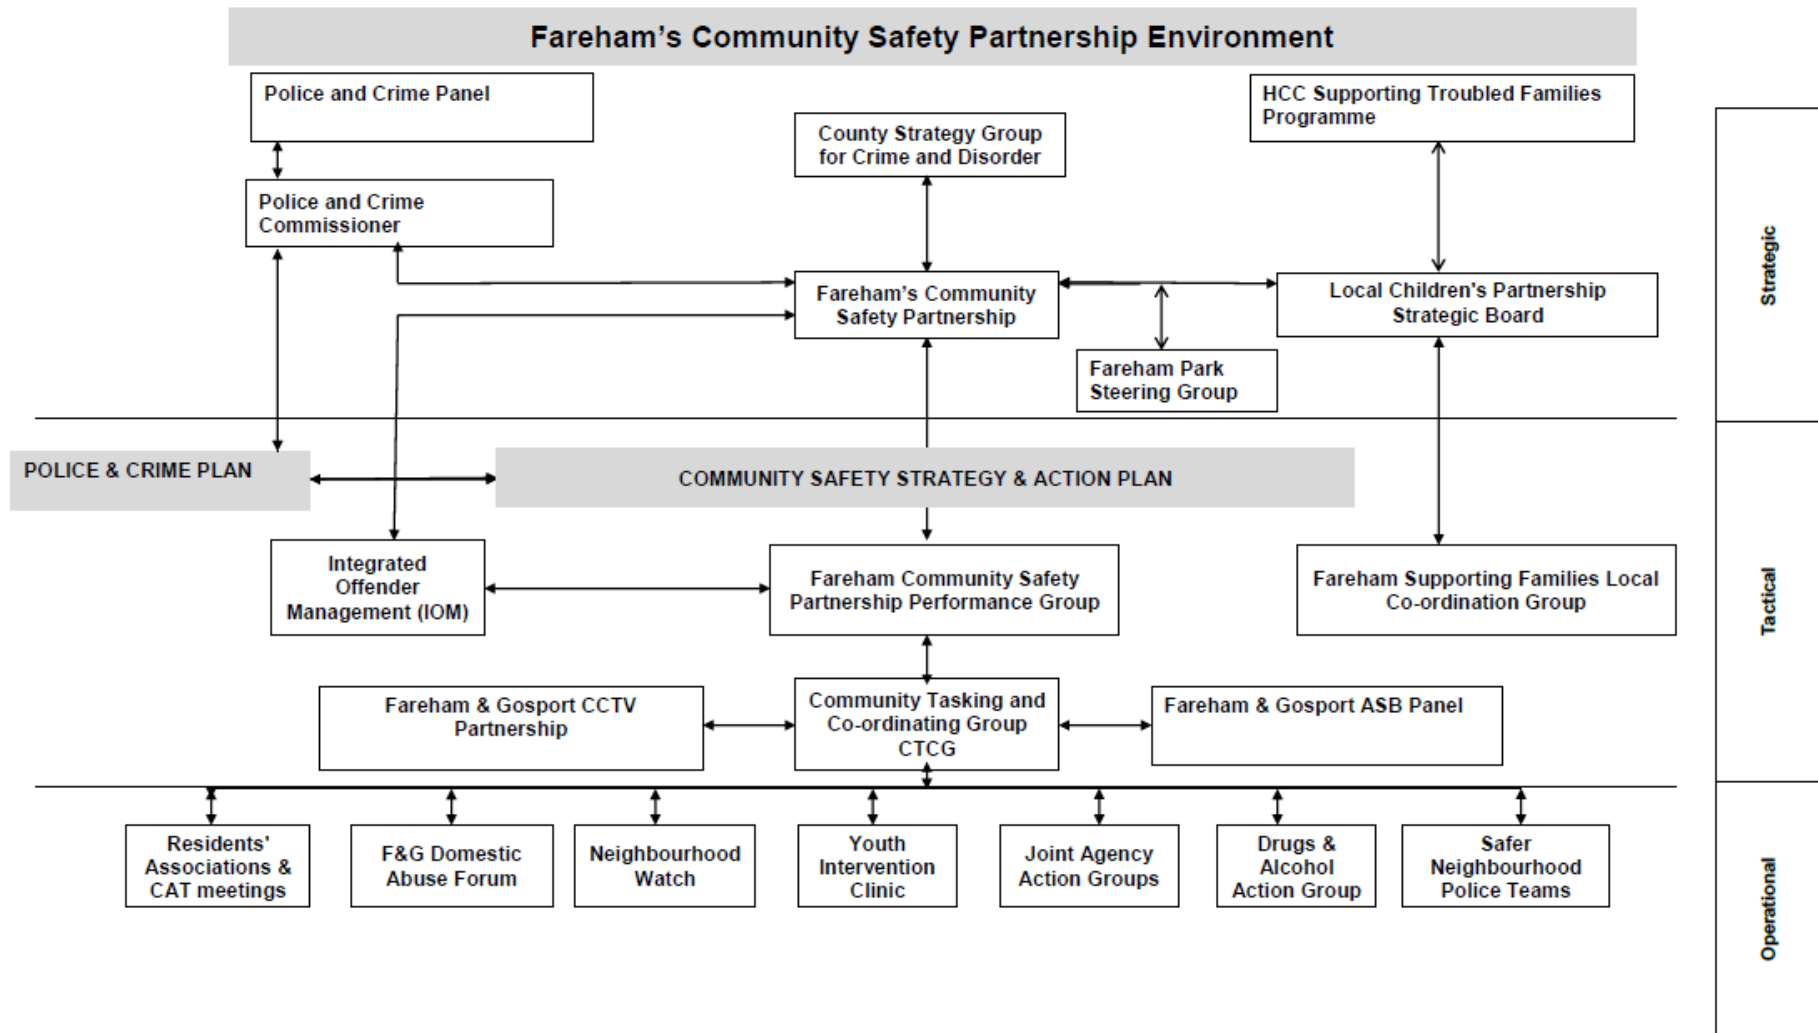 Fareham’s Community Safety Partnership Environment
Police and Crime Panel
HCC Supporting Troubled Families
Programme
County Strategy Group
for Crime and Disorder
Police and Crime
Commissioner
Strategic
Fareham’s Community
Safety Partnership
Local Children's Partnership
Strategic Board
Fareham Park
Steering Group
POLICE & CRIME PLAN
COMMUNITY SAFETY STRATEGY & ACTION PLAN
Integrated
Offender
Management (IOM)
Fareham Community Safety
Partnership Performance Group
Fareham Supporting Families Local
Co-ordination Group
Tactical
Fareham & Gosport CCTV
Partnership
Community Tasking and
Co-ordinating Group
CTCG
Fareham & Gosport ASB Panel
Residents'
Associations &
CAT meetings
F&G Domestic
Abuse Forum
Neighbourhood
Watch
Youth
Intervention
Clinic
Joint Agency
Action Groups
Drugs &
Alcohol
Action Group
Safer
Neighbourhood
Police Teams
Operational